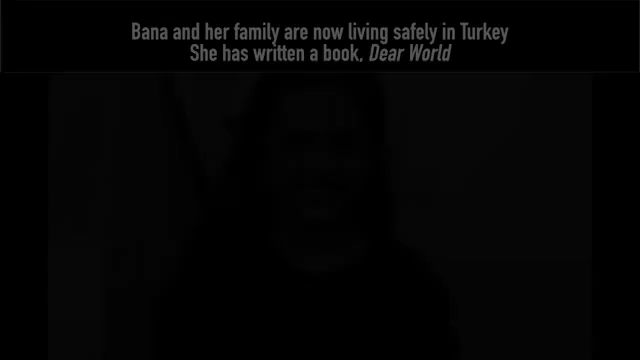 Bana and her family are now living safely in Turkey
She has written a book, Dear World